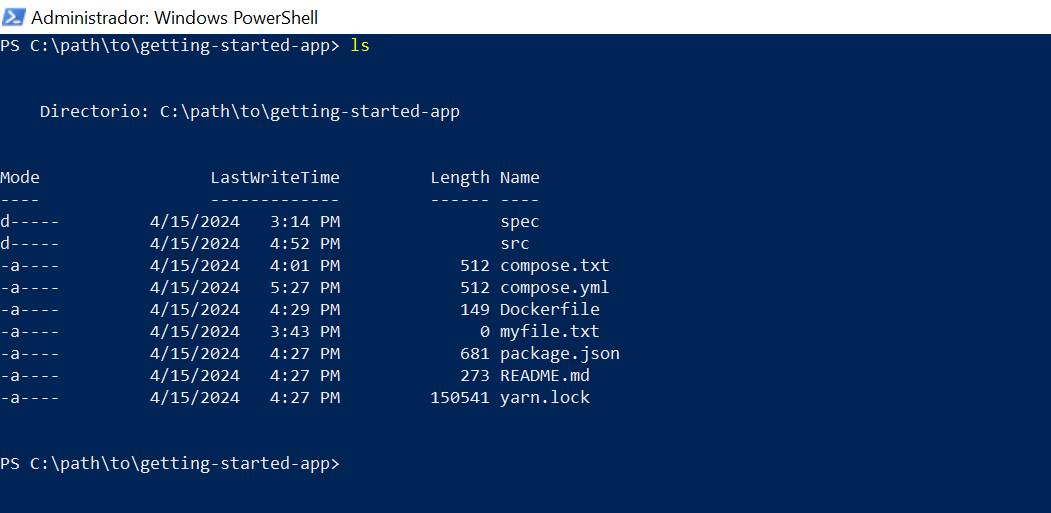 Administrador: Windows PowerShell
PS C:\path\to\getting-started-app> ls
Directorio: C:\path\to\getting-started-app
Mode LastWriteTime Length Name
---- ------------- ------ ----
d----- 4/15/2024 3:14 PM spec
d----- 4/15/2024 4:52 PM src
-a---- 4/15/2024 4:01 PM 512 compose.txt
-a---- 4/15/2024 5:27 PM 512 compose.yml
-a---- 4/15/2024 4:29 PM 149 Dockerfile
-a---- 4/15/2024 3:43 PM 0 myfile.txt
-a---- 4/15/2024 4:27 PM 681 package.json
-a---- 4/15/2024 4:27 PM 273 README.md
-a---- 4/15/2024 4:27 PM 150541 yarn.lock
PS C:\path\to\getting-started-app>